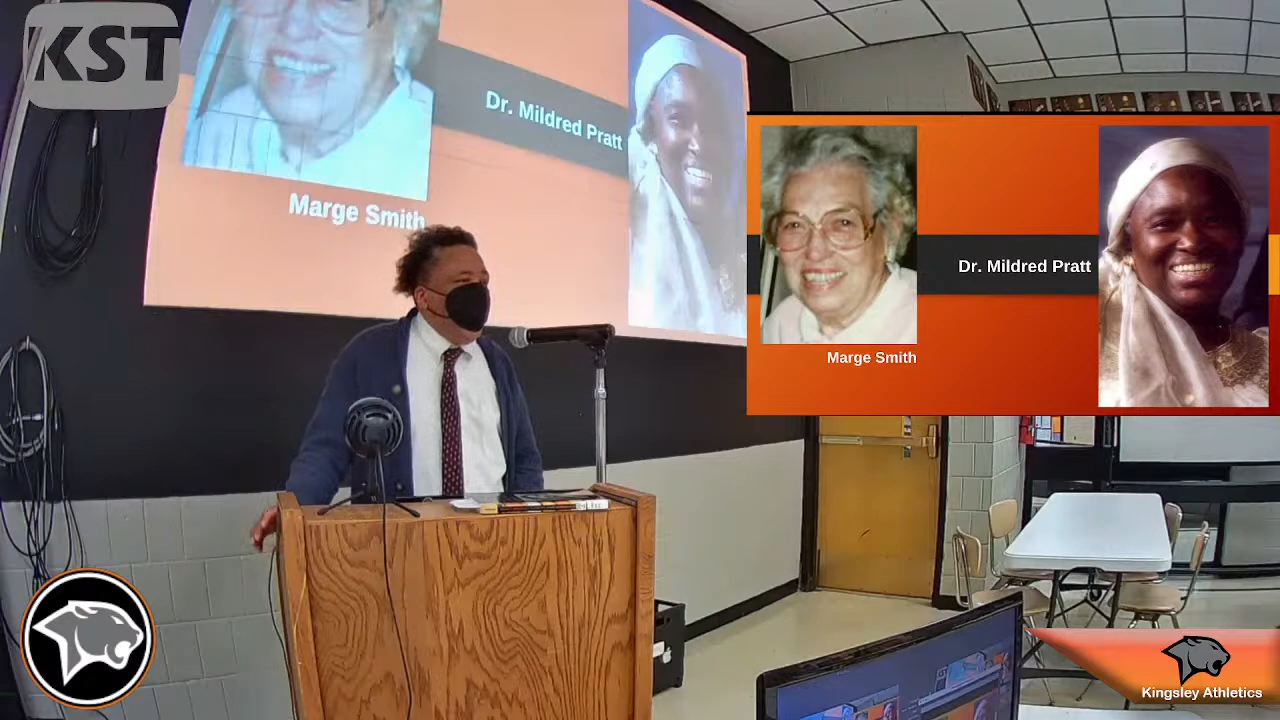 KST
Dr. Mildred Pratt
Marge Smith
Dr. Mildred Pratt
Marge Smith
Kingsley Athletics